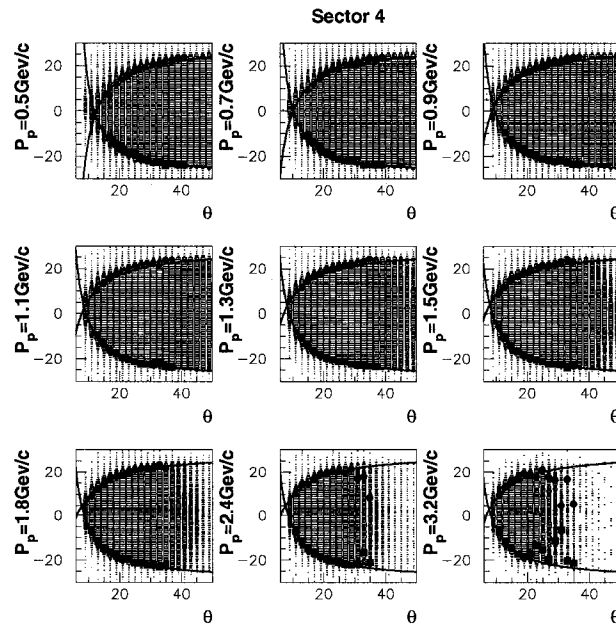 Sector 4
P_p=0.5Gev/c
20
0
−20
20 40
θ
P_p=0.7Gev/c
20
0
−20
20 40
θ
P_p=0.9Gev/c
20
0
−20
20 40
θ
P_p=1.1Gev/c
20
0
−20
20 40
θ
P_p=1.3Gev/c
20
0
−20
20 40
θ
P_p=1.5Gev/c
20
0
−20
20 40
θ
P_p=1.8Gev/c
20
0
−20
20 40
θ
P_p=2.4Gev/c
20
0
−20
20 40
θ
P_p=3.2Gev/c
20
0
−20
20 40
θ